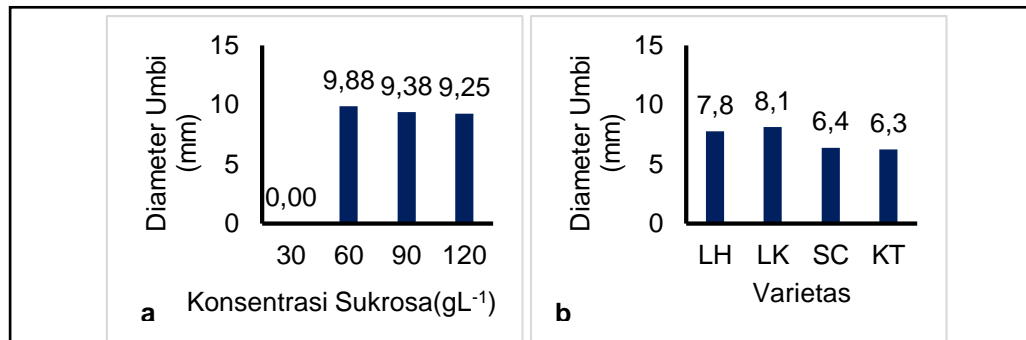 Diameter Umbi
(mm)
15
10
5
0
0,00
9,88
9,38
9,25
30 60 90 120
Konsentrasi Sukrosa(gL-1)
a
Diameter Umbi
(mm)
15
10
5
0
7,8
8,1
6,4
6,3
LH LK SC KT
Varietas
b